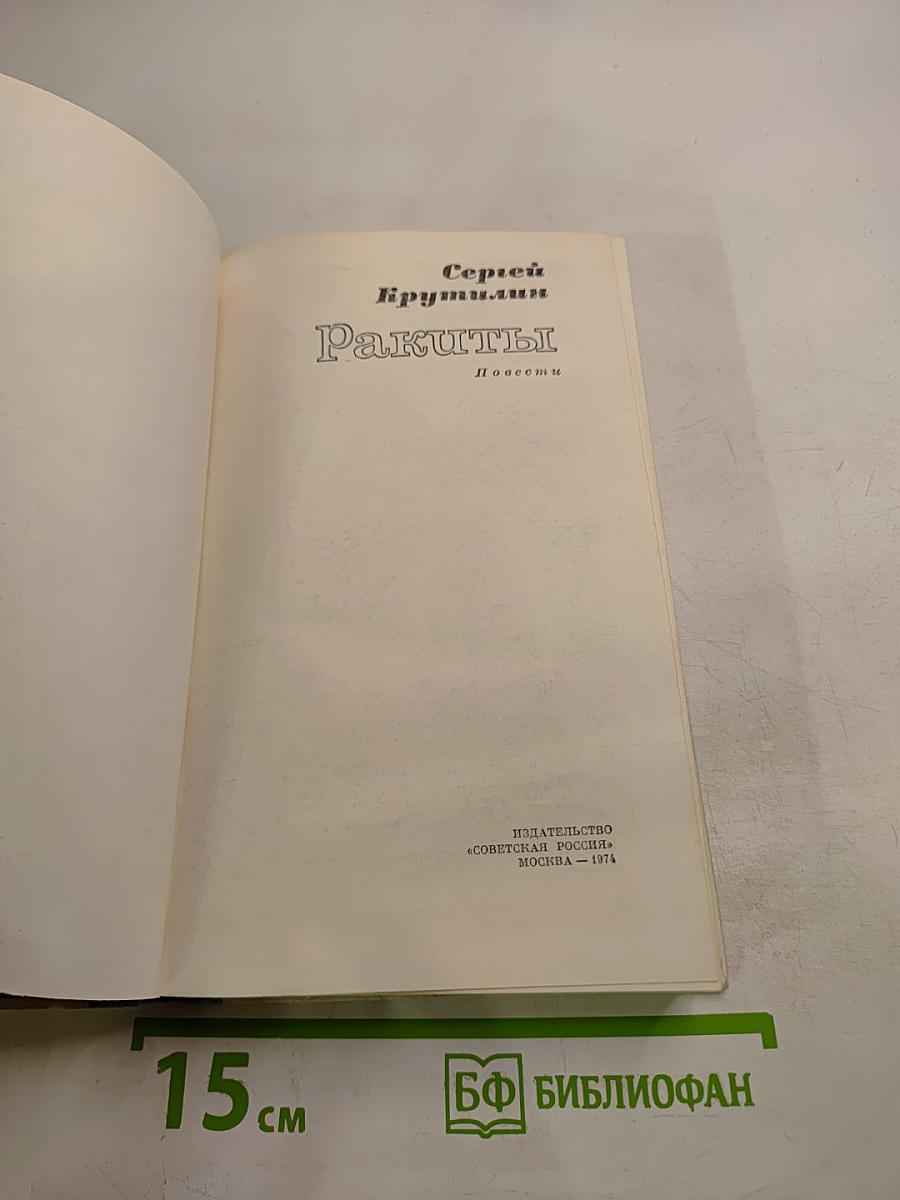 Сергей
Крутилин
Ракиты
Повести
ИЗДАТЕЛЬСТВО
«СОВЕТСКАЯ РОССИЯ»
МОСКВА — 1974
15 см
БФ БИБЛИОФАН